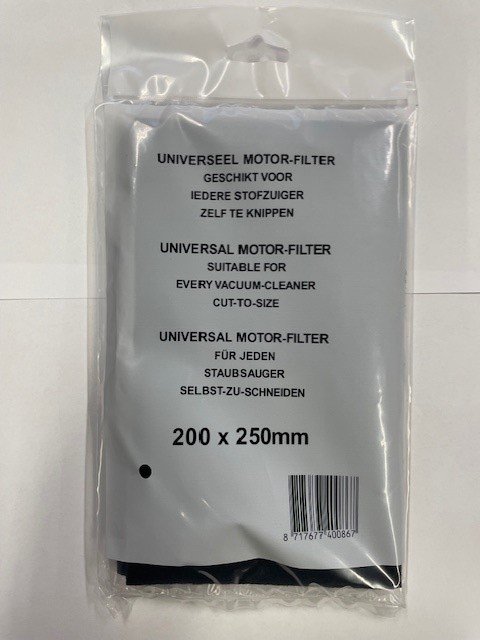 UNIVERSEEL MOTOR-FILTER
GESCHIKT VOOR
IEDERE STOFZUIGER
ZELF TE KNIPPEN
UNIVERSAL MOTOR-FILTER
SUITABLE FOR
EVERY VACUUM-CLEANER
CUT-TO-SIZE
UNIVERSAL MOTOR-FILTER
FÜR JEDEN
STAUBSAUGER
SELBST-ZU-SCHNEIDEN
200 x 250mm
8 717677 400867